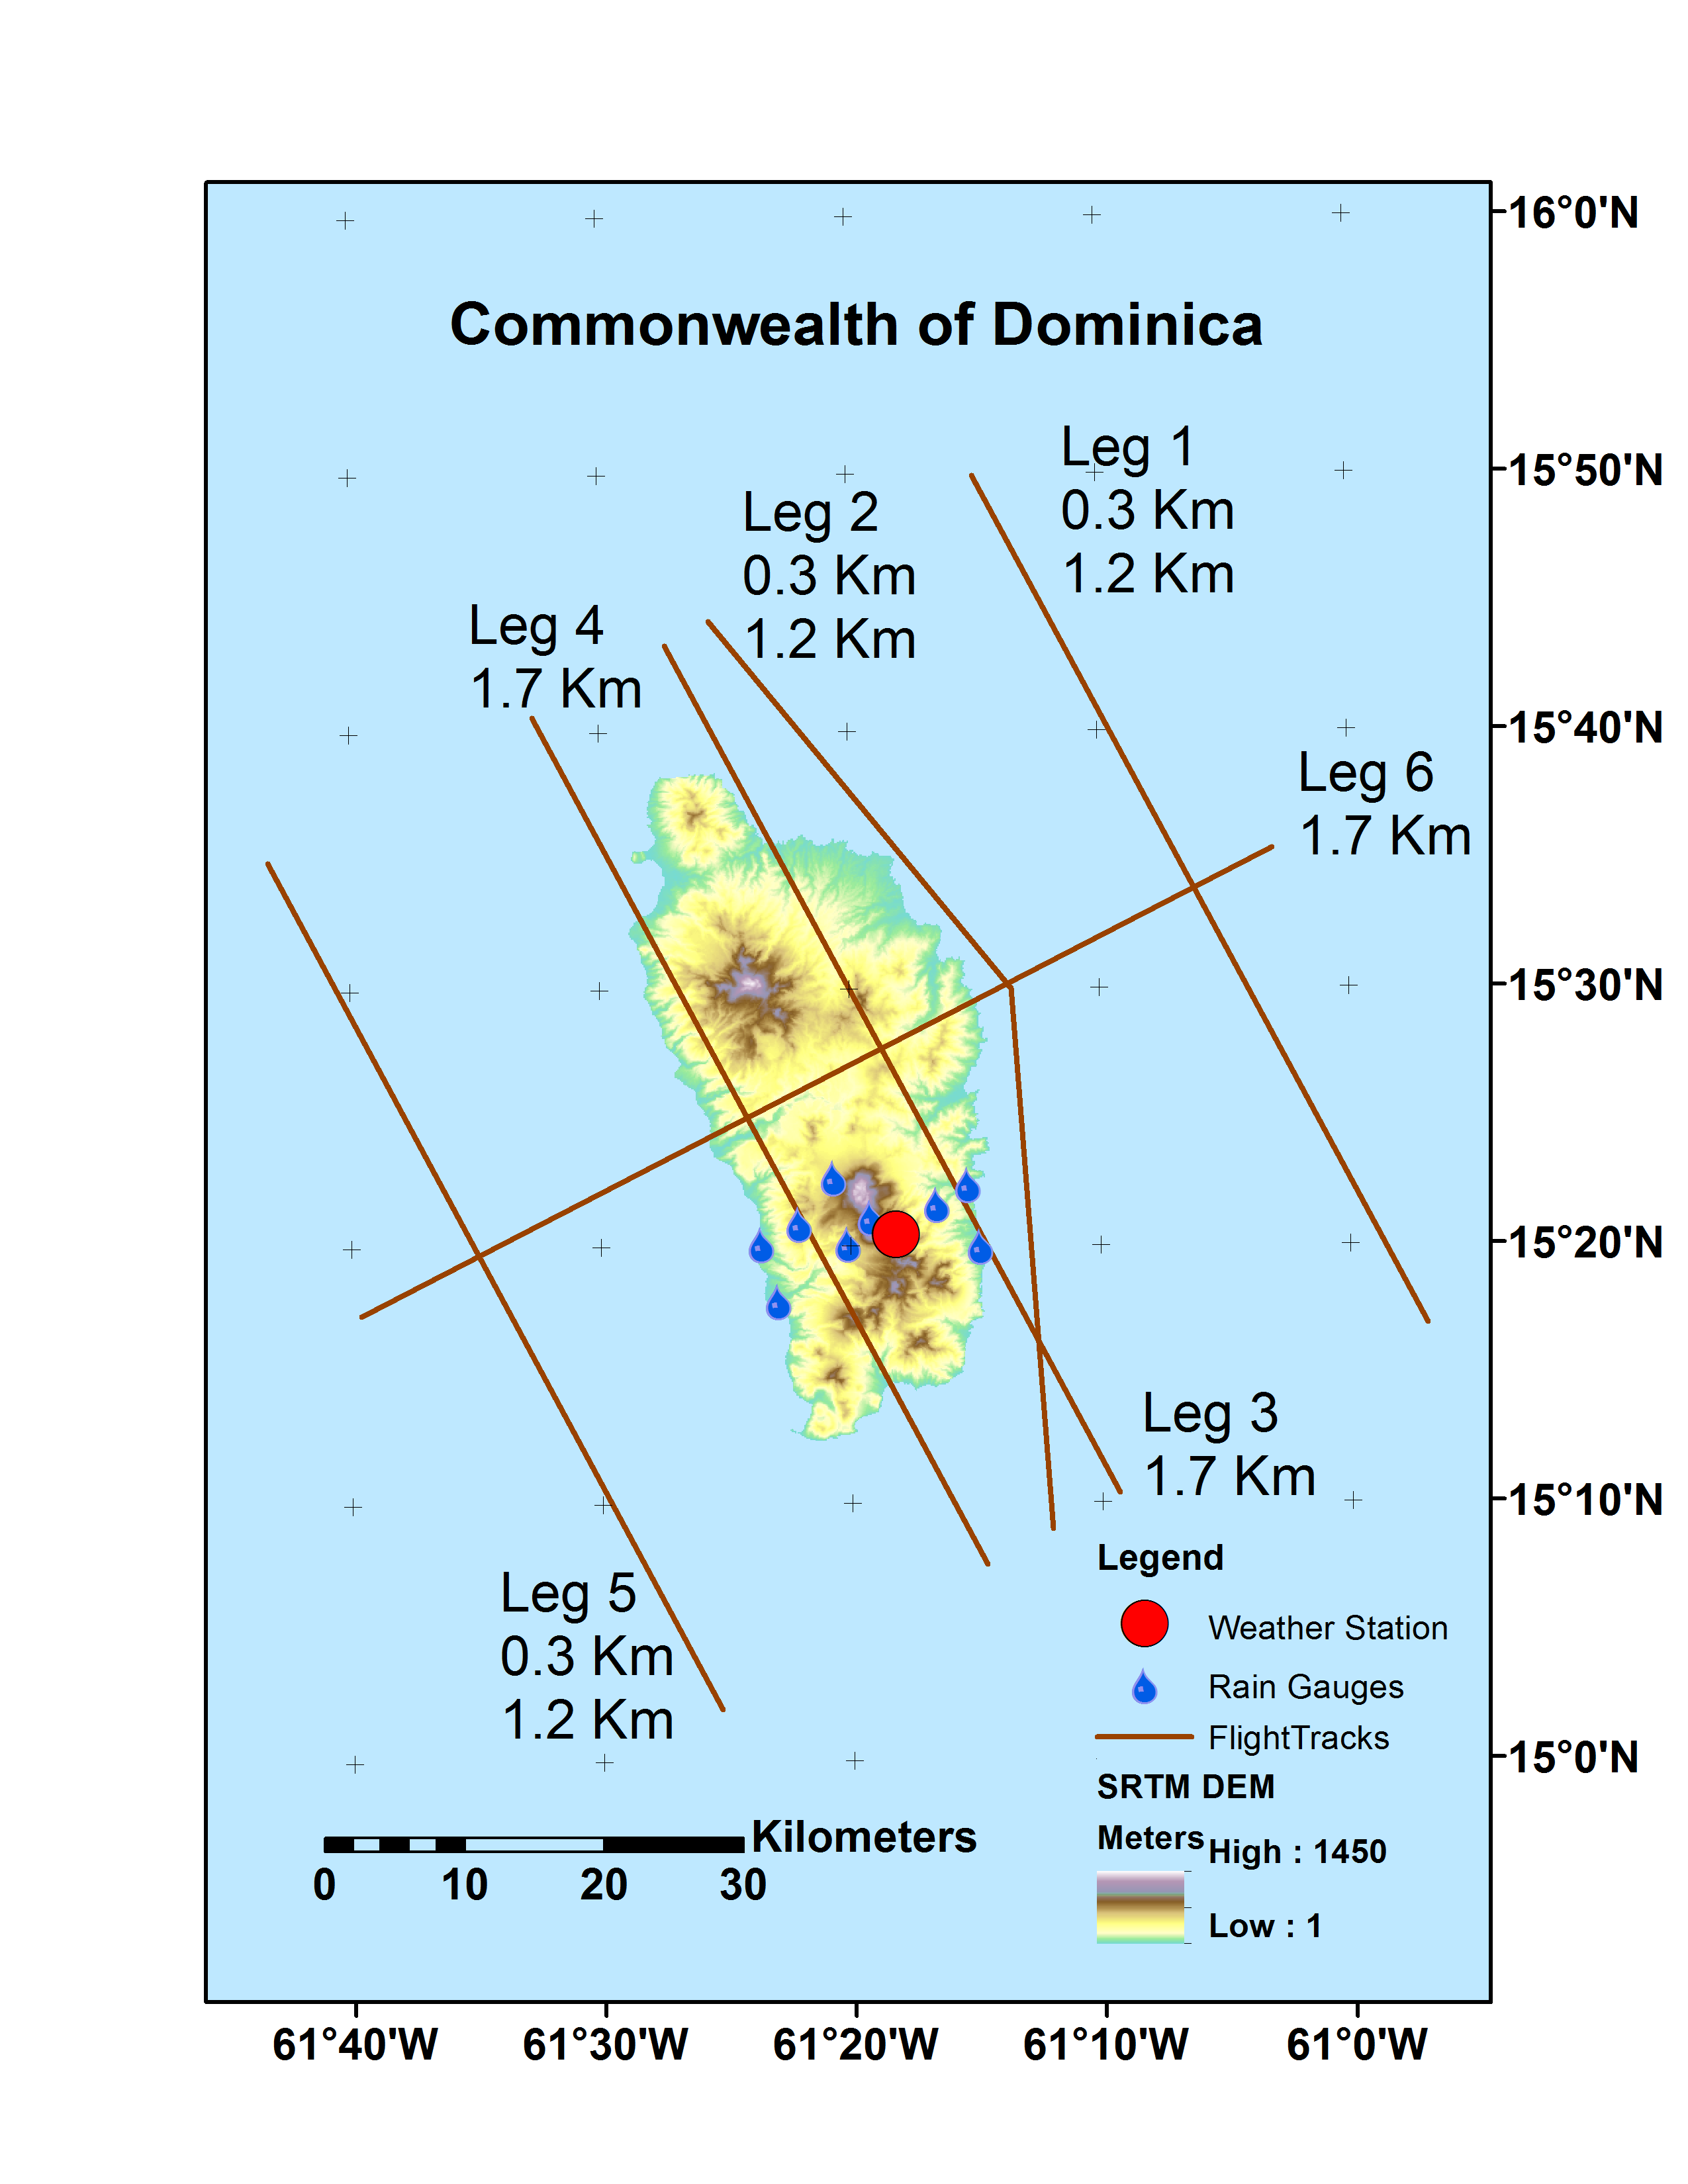 Commonwealth of Dominica
Leg 1
0.3 Km
1.2 Km
Leg 2
0.3 Km
1.2 Km
Leg 4
1.7 Km
Leg 6
1.7 Km
Leg 3
1.7 Km
Leg 5
0.3 Km
1.2 Km
16°0'N
15°50'N
15°40'N
15°30'N
15°20'N
15°10'N
15°0'N
Legend
Weather Station
Rain Gauges
FlightTracks
SRTM DEM
Meters
High : 1450
Low : 1
Kilometers
0 10 20 30
61°40'W 61°30'W 61°20'W 61°10'W 61°0'W